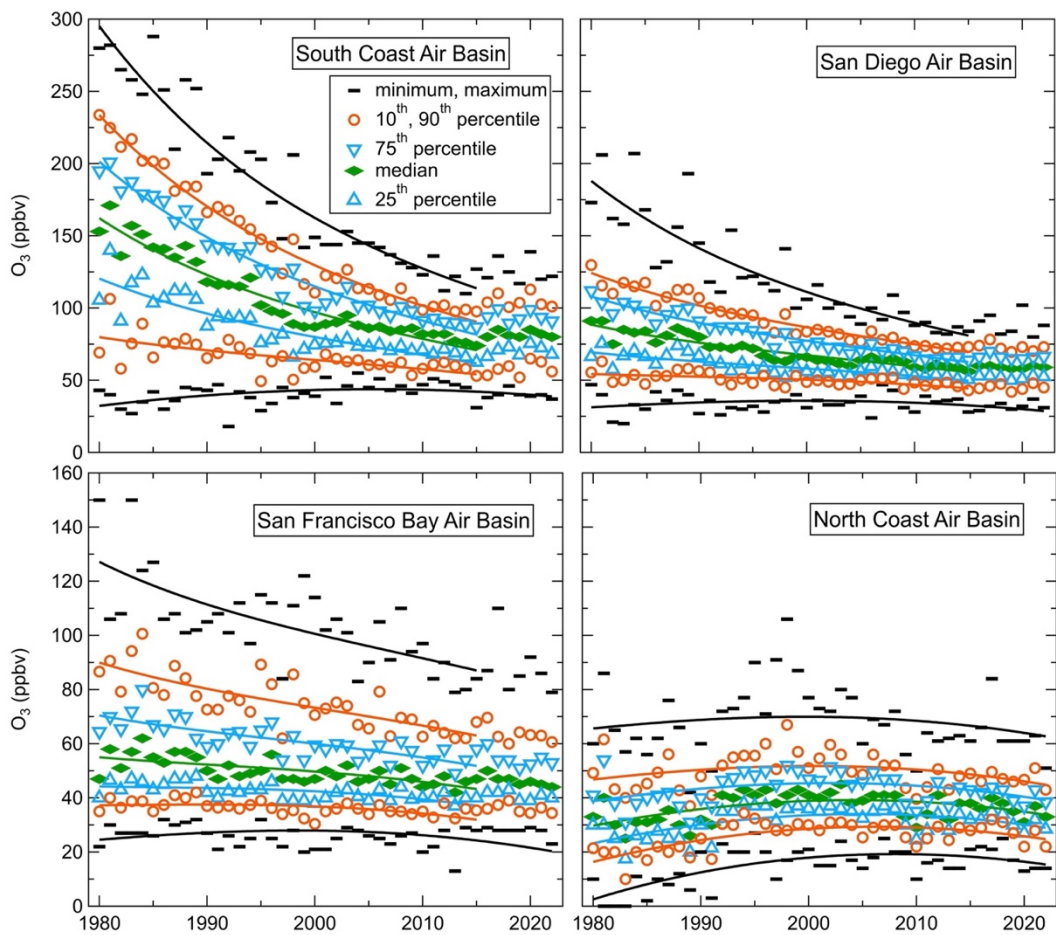 South Coast Air Basin
minimum, maximum
10th, 90th percentile
75th percentile
median
25th percentile
O3 (ppbv)
300
250
200
150
100
50
0
San Diego Air Basin
San Francisco Bay Air Basin
O3 (ppbv)
160
140
120
100
80
60
40
20
0
1980 1990 2000 2010 2020
North Coast Air Basin
1980 1990 2000 2010 2020